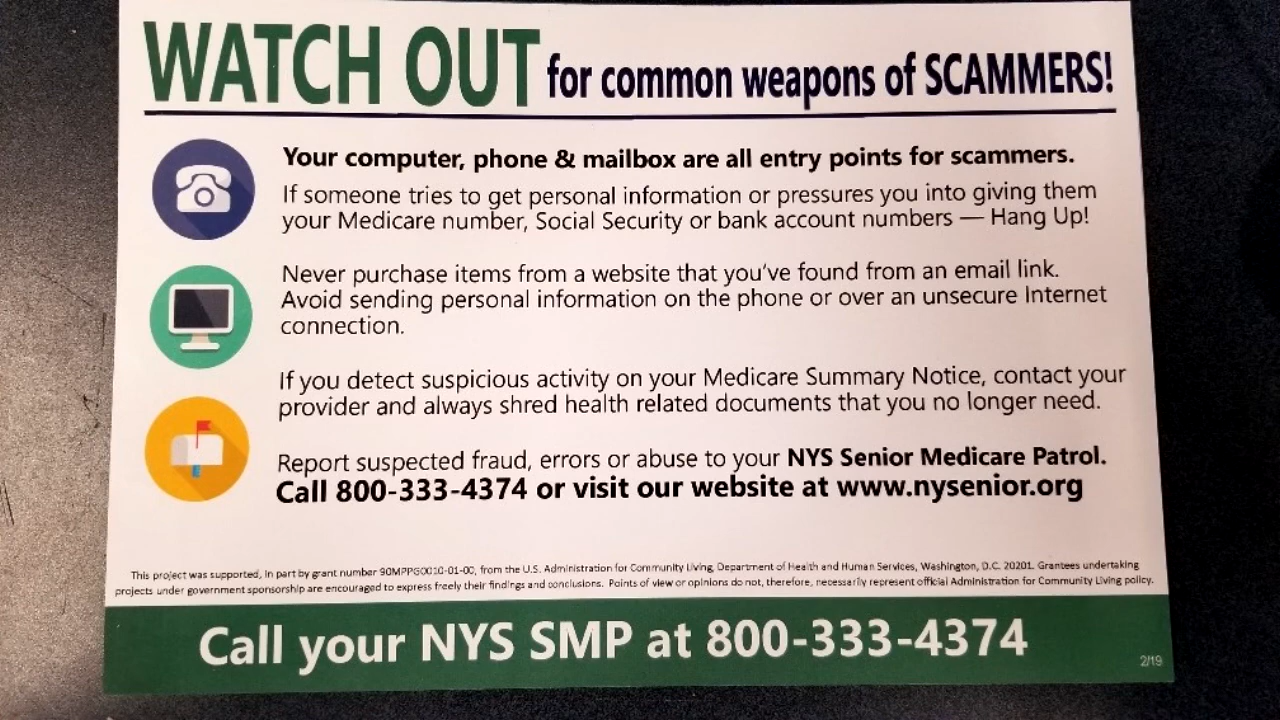 WATCH OUT for common weapons of SCAMMERS!
Your computer, phone & mailbox are all entry points for scammers.
If someone tries to get personal information or pressures you into giving them
your Medicare number, Social Security or bank account numbers — Hang Up!
Never purchase items from a website that you've found from an email link.
Avoid sending personal information on the phone or over an unsecure Internet
connection.
If you detect suspicious activity on your Medicare Summary Notice, contact your
provider and always shred health related documents that you no longer need.
Report suspected fraud, errors or abuse to your NYS Senior Medicare Patrol.
Call 800-333-4374 or visit our website at www.nysenior.org
This project was supported, in part by grant number from the U.S. Administration for Community Living, Department of Health and Human Services, Washington, D.C. 20201. Grantees undertaking
projects under government sponsorship are encouraged to express freely their findings and conclusions. Points of view or opinions do not, therefore, necessarily represent official Administration for Community Living policy.
Call your NYS SMP at 800-333-4374
2/19